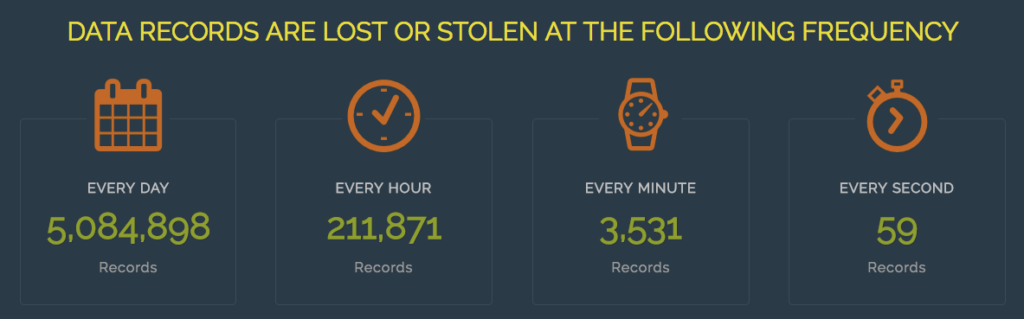 DATA RECORDS ARE LOST OR STOLEN AT THE FOLLOWING FREQUENCY
EVERY DAY
5,084,898
Records
EVERY HOUR
211,871
Records
EVERY MINUTE
3,531
Records
EVERY SECOND
59
Records